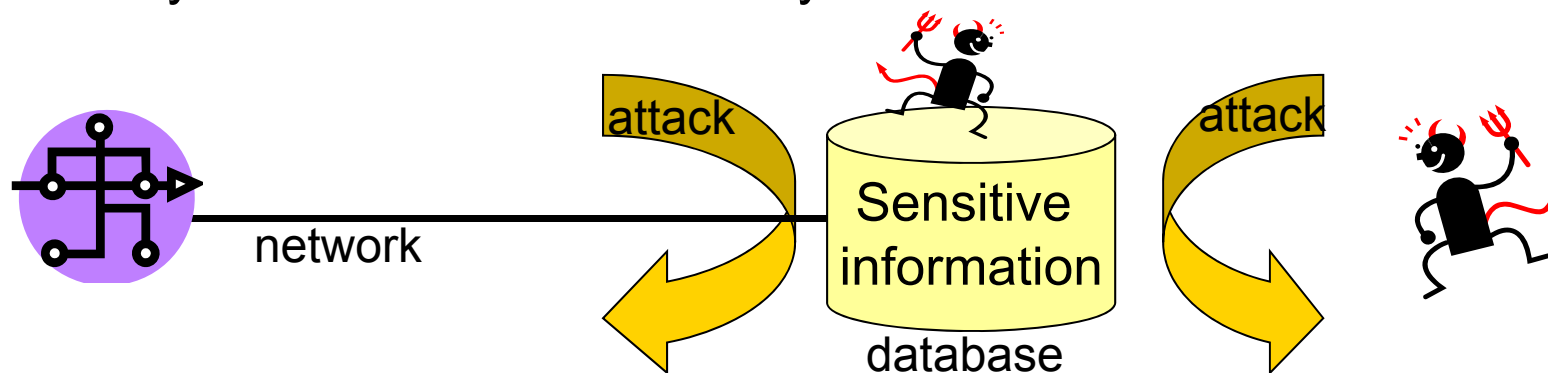 attack
attack
Sensitive
information
network
database